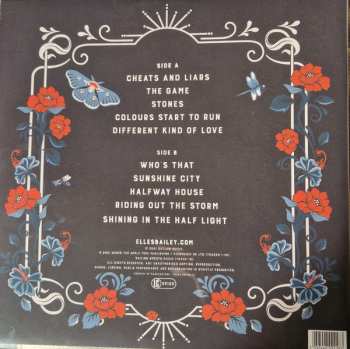 SIDE A
CHEATS AND LIARS
THE GAME
STONES
COLOURS START TO RUN
DIFFERENT KIND OF LOVE
SIDE B
WHO'S THAT
SUNSHINE CITY
HALFWAY HOUSE
RIDING OUT THE STORM
SHINING IN THE HALF LIGHT
ELLESBAILEY.COM